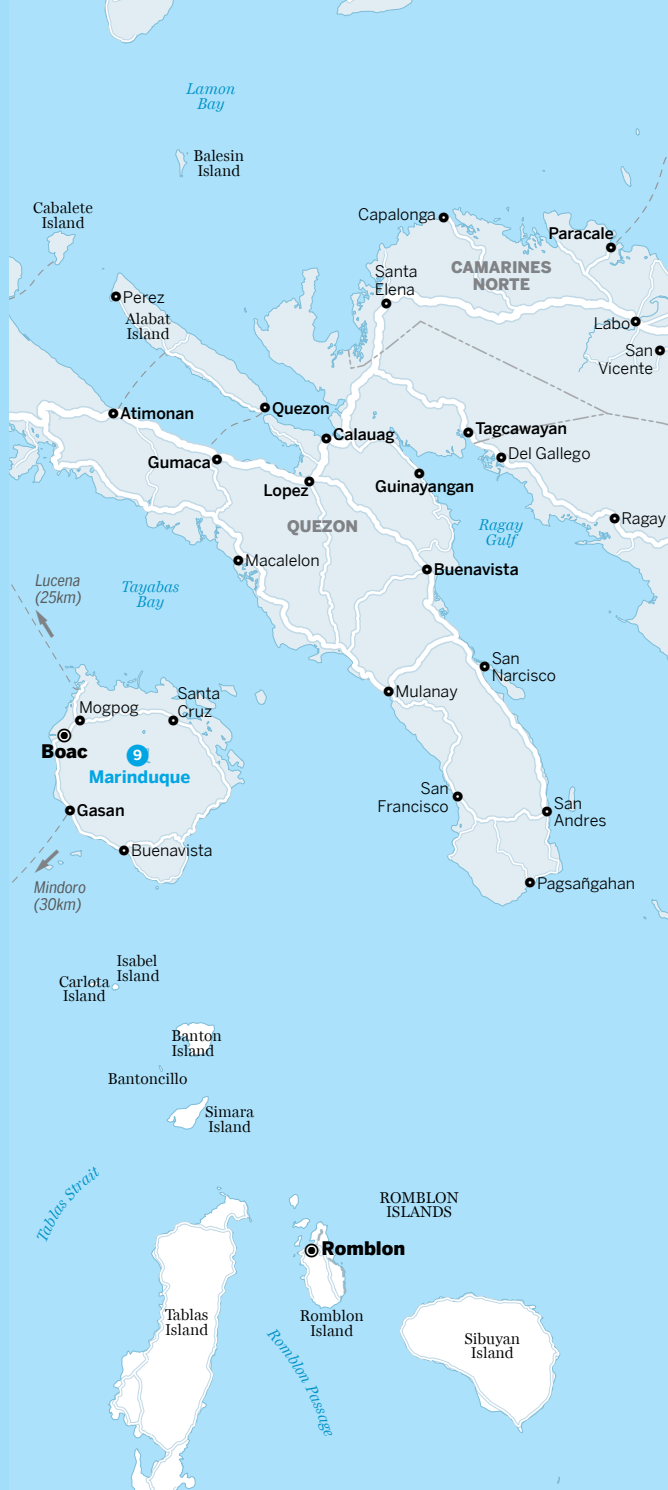 Lamon
Bay
Balesin
Island
Cabalete
Island
Capalonga
Paracale
Santa
Elena
CAMARINES
NORTE
Perez
Alabat
Island
Labo
San
Vicente
Atimonan
Quezon
Tagcawayan
Calauag
Del Gallego
Gumaca
Lopez
Guinayangan
QUEZON
Ragay
Gulf
Ragay
Macalelon
Buenavista
Lucena
(25km)
Tayabas
Bay
San
Narcisco
Mulanay
Santa
Cruz
Mogpog
Boac
9
Marinduque
San
Francisco
San
Andres
Gasan
Buenavista
Pagsañgahan
Mindoro
(30km)
Isabel
Island
Carlota
Island
Banton
Island
Bantoncillo
Simara
Island
Tablas Strait
ROMBLON
ISLANDS
Romblon
Tablas
Island
Romblon
Island
Sibuyan
Island
Romblon Passage